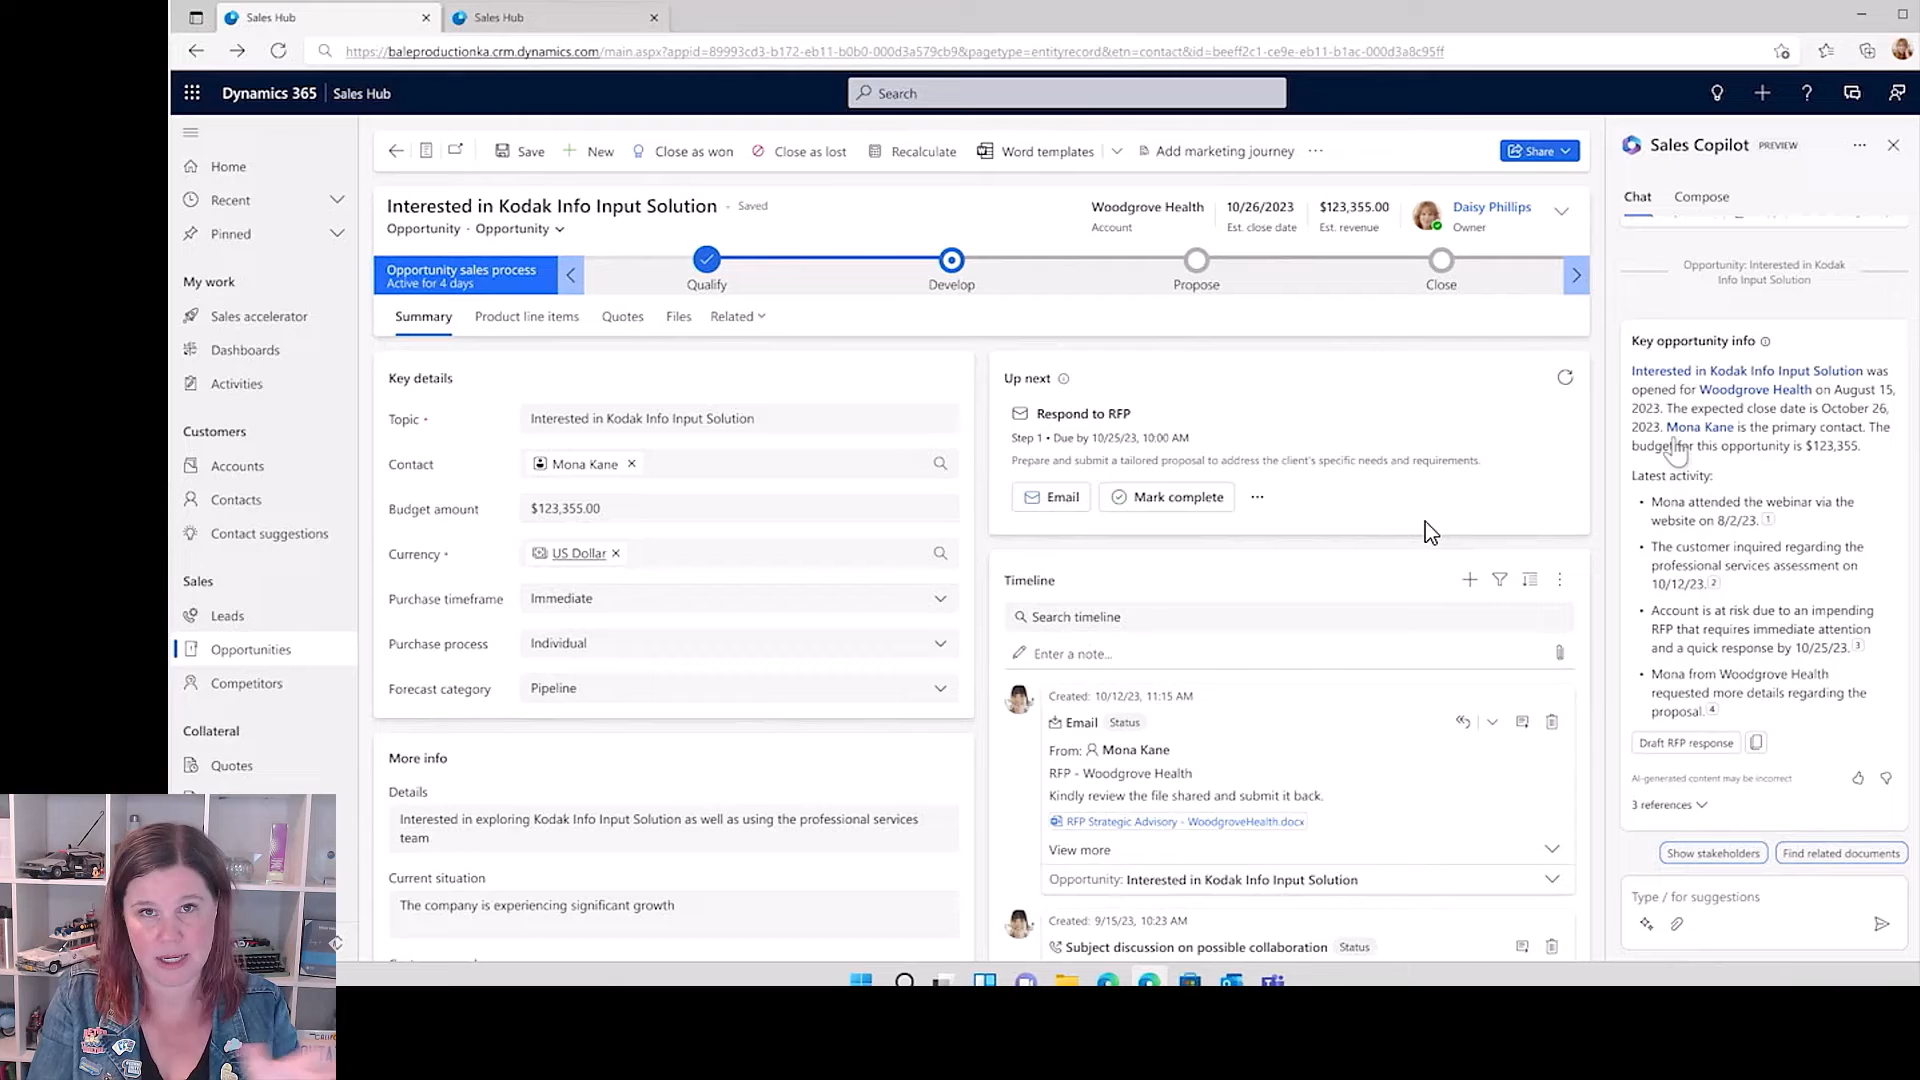 Sales Hub
Sales Hub
https://baleproductionka.crm.dynamics.com/main.aspx?appid=89993cd3-b172-eb11-b0b0-000d3a579cb9&pagetype=entityrecord&etn=contact&id=beeff2c1-ce9e-eb11-b1ac-000d3a8c95ff
Dynamics 365 Sales Hub
Search
Home
Recent
Pinned
My work
Sales accelerator
Dashboards
Activities
Customers
Accounts
Contacts
Contact suggestions
Sales
Leads
Opportunities
Competitors
Collateral
Quotes
Save New Close as won Close as lost Recalculate Word templates Add marketing journey Share
Interested in Kodak Info Input Solution - Saved
Opportunity · Opportunity
Woodgrove Health
Account
10/26/2023
Est. close date
$123,355.00
Est. revenue
Daisy Phillips
Owner
Opportunity sales process
Active for 4 days
Qualify Develop Propose Close
Summary Product line items Quotes Files Related
Key details
Topic * Interested in Kodak Info Input Solution
Contact Mona Kane
Budget amount $123,355.00
Currency * US Dollar
Purchase timeframe Immediate
Purchase process Individual
Forecast category Pipeline
More info
Details
Interested in exploring Kodak Info Input Solution as well as using the professional services
team
Current situation
The company is experiencing significant growth
Up next
Respond to RFP
Step 1 • Due by 10/25/23, 10:00 AM
Prepare and submit a tailored proposal to address the client's specific needs and requirements.
Email Mark complete
Timeline
Search timeline
Enter a note...
Created: 10/12/23, 11:15 AM
Email Status
From: Mona Kane
RFP - Woodgrove Health
Kindly review the file shared and submit it back.
RFP Strategic Advisory - WoodgroveHealth.docx
View more
Opportunity: Interested in Kodak Info Input Solution
Created: 9/15/23, 10:23 AM
Subject discussion on possible collaboration Status
Sales Copilot PREVIEW
Chat Compose
Opportunity: Interested in Kodak
Info Input Solution
Key opportunity info
Interested in Kodak Info Input Solution was
opened for Woodgrove Health on August 15,
2023. The expected close date is October 26,
2023. Mona Kane is the primary contact. The
budget for this opportunity is $123,355.
Latest activity:
• Mona attended the webinar via the
website on 8/2/23. 1
• The customer inquired regarding the
professional services assessment on
10/12/23. 2
• Account is at risk due to an impending
RFP that requires immediate attention
and a quick response by 10/25/23. 3
• Mona from Woodgrove Health
requested more details regarding the
proposal. 4
Draft RFP response
AI-generated content may be incorrect
3 references
Show stakeholders Find related documents
Type / for suggestions